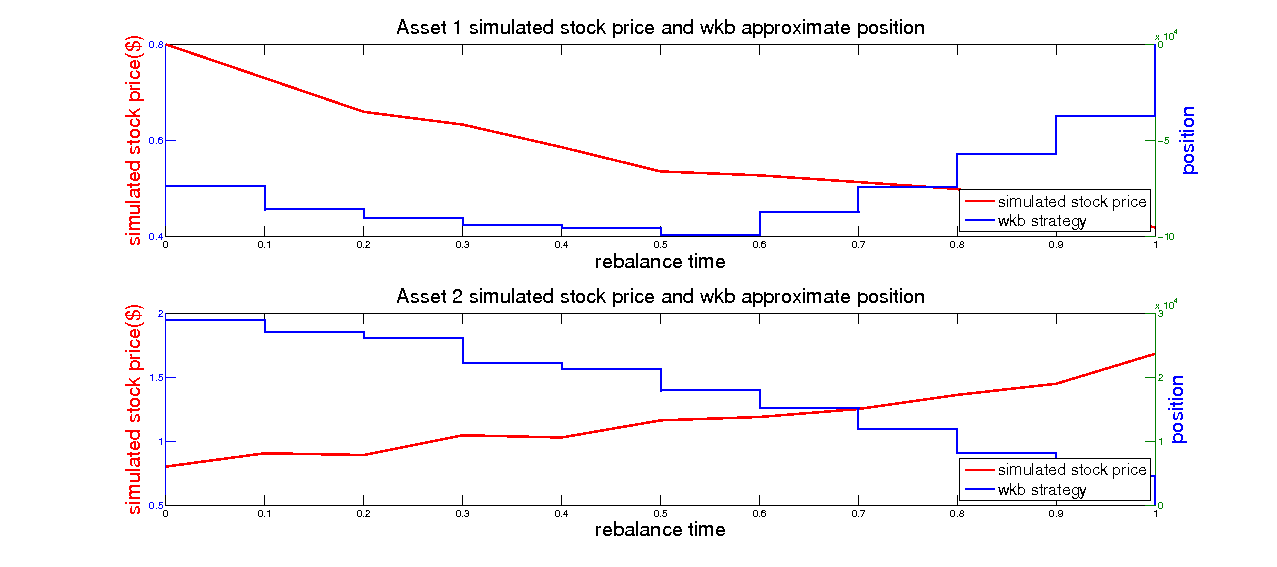 Asset 1 simulated stock price and wkb approximate position
simulated stock price($)
0.8
0.6
0.4
x 10^4
0
−5
−10
position
simulated stock price
wkb strategy
0 0.1 0.2 0.3 0.4 0.5 0.6 0.7 0.8 0.9 1
rebalance time
Asset 2 simulated stock price and wkb approximate position
simulated stock price($)
2
1.5
1
0.5
x 10^4
3
2
1
0
position
simulated stock price
wkb strategy
0 0.1 0.2 0.3 0.4 0.5 0.6 0.7 0.8 0.9 1
rebalance time